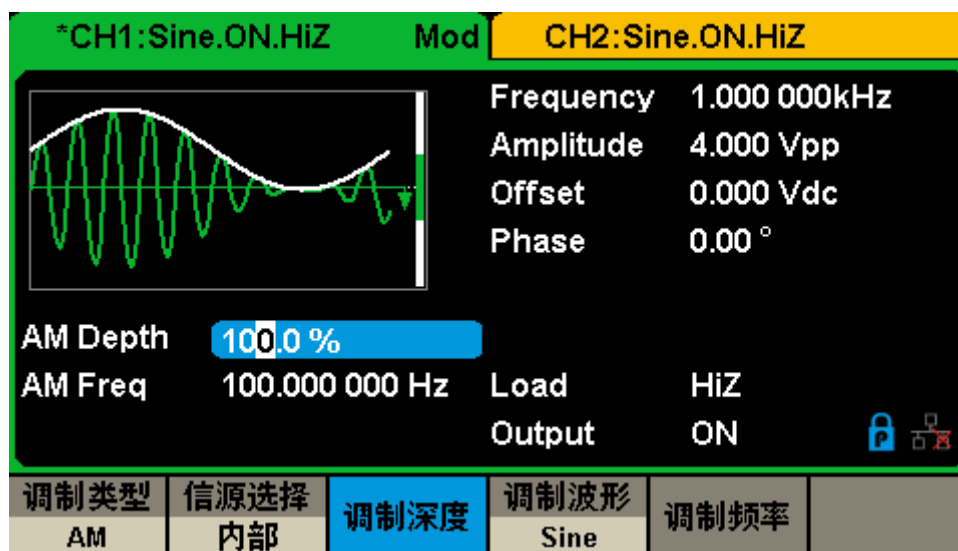 *CH1:Sine.ON.HiZ Mod CH2:Sine.ON.HiZ
Frequency 1.000 000kHz
Amplitude 4.000 Vpp
Offset 0.000 Vdc
Phase 0.00 °
AM Depth 100.0 %
AM Freq 100.000 000 Hz Load HiZ
Output ON
P
调制类型 信源选择 调制深度 调制波形 调制频率
AM 内部 Sine